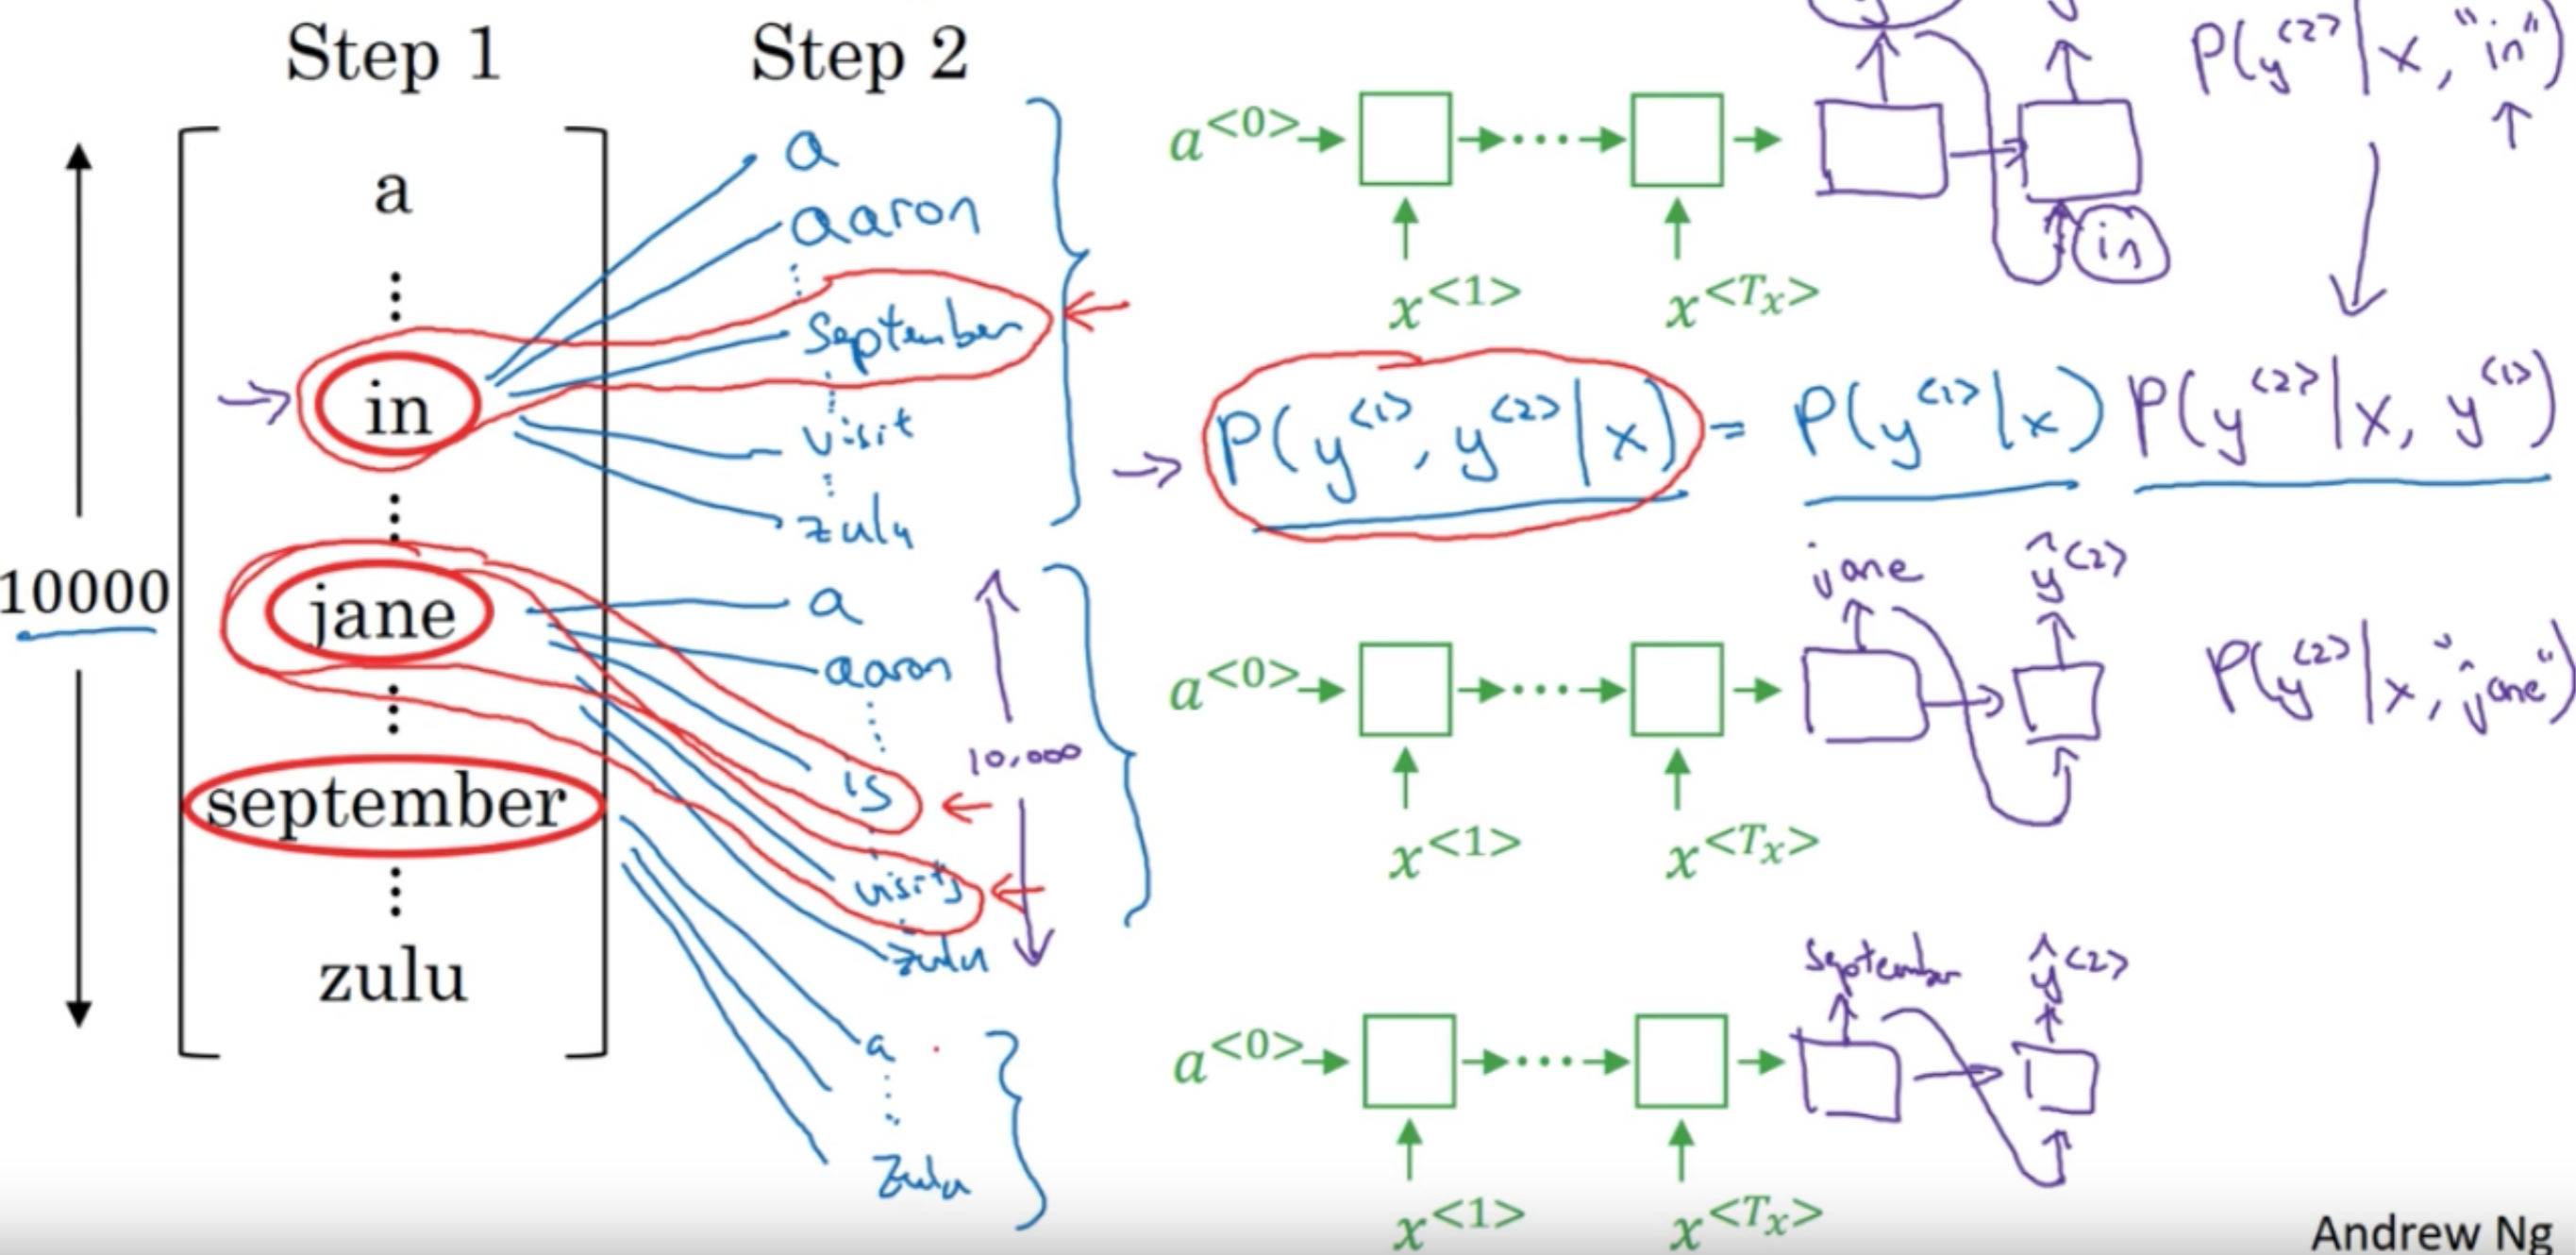 Step 1
Step 2
a
in
jane
september
zulu
10000
a
aaron
september
visit
zuly
a
aaron
is
visits
zulu
10,000
a
zulu
a<0>
x<1>
x<Tx>
in
P(y<2>|x, "in")
P(y<1>, y<2>|x) = P(y<1>|x) P(y<2>|x, y<1>)
a<0>
x<1>
x<Tx>
jane
ŷ<2>
P(y<2>|x, "jane")
a<0>
x<1>
x<Tx>
september
ŷ<2>
Andrew Ng